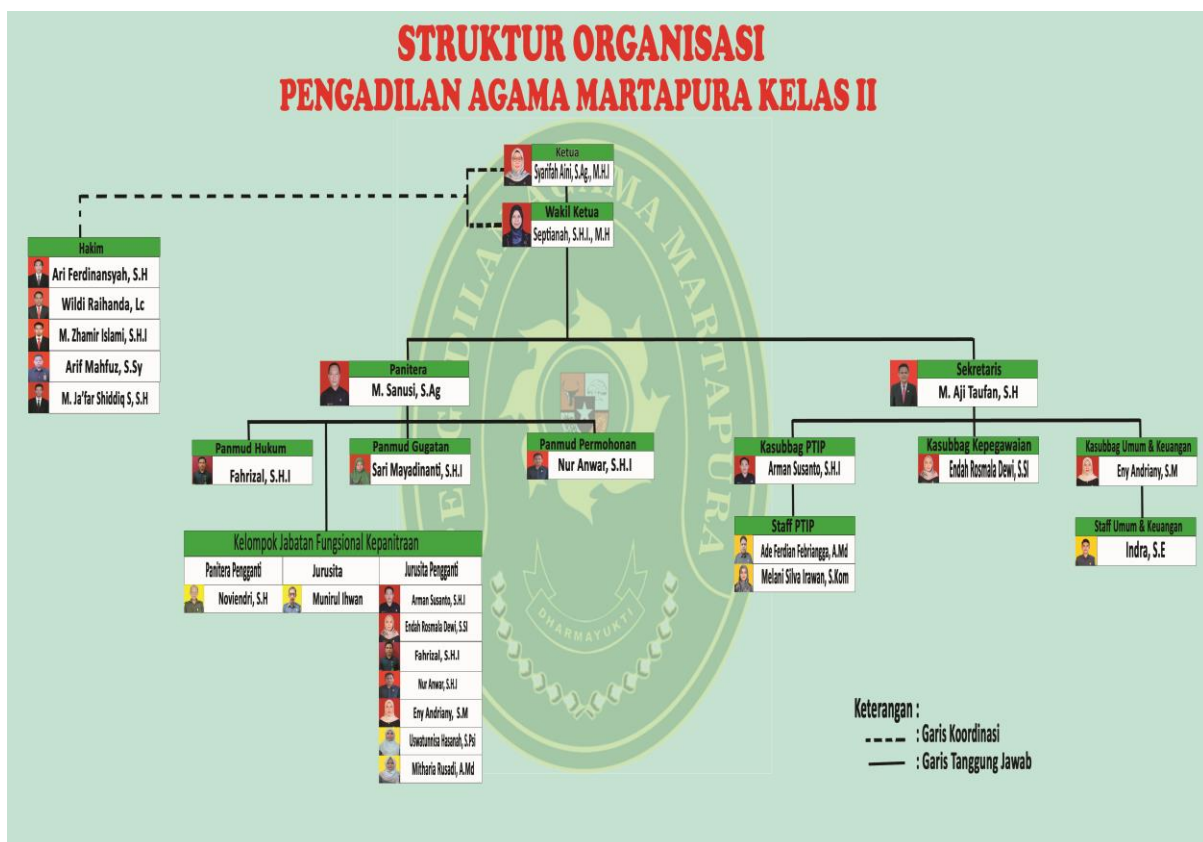 STRUKTUR ORGANISASI
PENGADILAN AGAMA MARTAPURA KELAS II
Ketua
Syarifah Aini, S.Ag., M.H.I
Wakil Ketua
Septianah, S.H.I., M.H
Hakim
Ari Ferdinansyah, S.H
Wildi Raihanda, Lc
M. Zhamir Islami, S.H.I
Arif Mahfuz, S.Sy
M. Ja'far Shiddiq S, S.H
Panitera
M. Sanusi, S.Ag
Sekretaris
M. Aji Taufan, S.H
Panmud Hukum
Fahrizal, S.H.I
Panmud Gugatan
Sari Mayadinanti, S.H.I
Panmud Permohonan
Nur Anwar, S.H.I
Kasubbag PTIP
Arman Susanto, S.H.I
Kasubbag Kepegawaian
Endah Rosmala Dewi, S.SI
Kasubbag Umum & Keuangan
Eny Andriany, S.M
Staff PTIP
Ade Ferdian Febriangga, A.Md
Melani Silva Irawan, S.Kom
Staff Umum & Keuangan
Indra, S.E
Kelompok Jabatan Fungsional Kepanitraan
Panitera Pengganti
Noviendri, S.H
Jurusita
Munirul Ihwan
Jurusita Pengganti
Arman Susanto, S.H.I
Endah Rosmala Dewi, S.SI
Fahrizal, S.H.I
Nur Anwar, S.H.I
Eny Andriany, S.M
Uswatunnisa Hasanah, S.Psi
Mitharia Rusadi, A.Md
Keterangan :
: Garis Koordinasi
: Garis Tanggung Jawab
PENGADILAN AGAMA MARTAPURA
DHARMAYUKTI